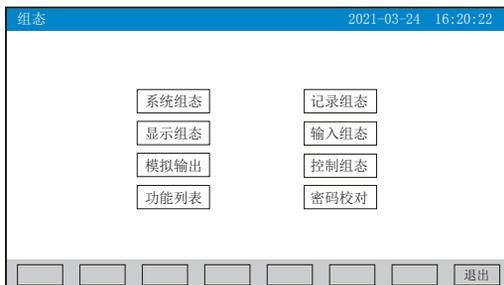 组态 2021-03-24 16:20:22
系统组态 记录组态
显示组态 输入组态
模拟输出 控制组态
功能列表 密码校对
退出